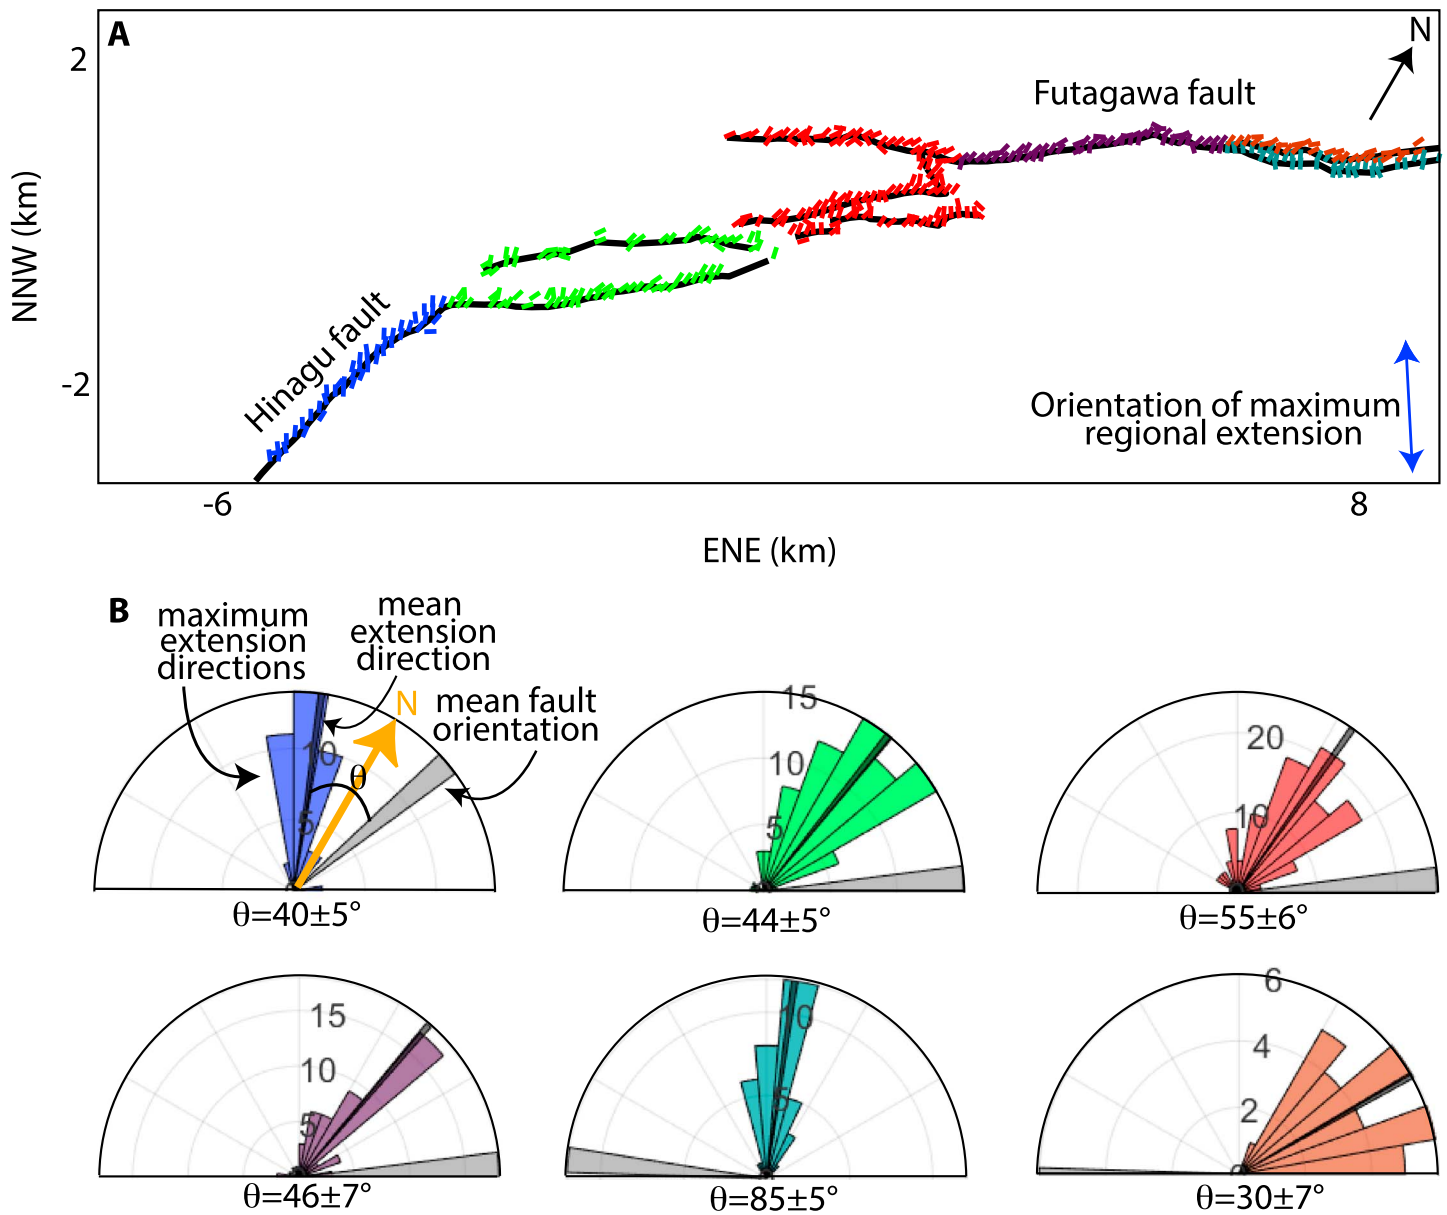 A
N
2
Futagawa fault
NNW (km)
Hinagu fault
-2
Orientation of maximum
regional extension
-6
8
ENE (km)
B
maximum
extension
directions
mean
extension
direction
N
mean fault
orientation
θ
10
5
θ=40±5°
15
10
5
θ=44±5°
20
10
θ=55±6°
15
10
5
θ=46±7°
10
5
θ=85±5°
6
4
2
0
θ=30±7°